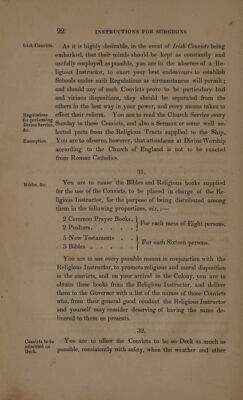 22 INSTRUCTIONS FOR SURGEONS
Irish Convicts. As it is highly desirable, in the event of Irish Convicts being
embarked, that their minds should be kept as constantly and
usefully employed as possible, you are in the absence of a Re-
ligious Instructor, to exert your best endeavours to establish
Schools under such Regulations as circumstances will permit;
and should any of such Convicts prove to be particularly bad
and vicious dispositions, they should be separated from the
others in the best way in your power, and every means taken to
Regulations effect their reform. You are to read the Church Service every
for performing
Divine Service, Sunday to these Convicts, and also a Sermon or some well se-
&c. lected parts from the Religious Tracts supplied to the Ship.
Exemption. You are to observe, however, that attendance at Divine Worship
according to the Church of England is not to be exacted
from Roman Catholics.
31.
Bibles, &c. You are to cause the Bibles and Religious books supplied
for the use of the Convicts, to be placed in charge of the Re-
ligious Instructor, for the purpose of being distributed among
them in the following proportions, viz. :—
2 Common Prayer Books. } For each mess of Eight persons.
2 Psalters . . . . .
5 New Testaments . . } For each Sixteen persons.
3 Bibles . . . . . .
You are to use every possible means in conjunction with the
Religious Instructor, to promote religious and moral disposition
in the convicts, and on your arrival in the Colony, you are to
obtain these books from the Religious Instructor, and deliver
them to the Governor with a list of the names of those Convicts
who, from their general good conduct the Religious Instructor
and yourself may consider deserving of having the same de-
livered to them as presents.
32.
Convicts to be You are to allow the Convicts to be on Deck as much as
admitted on
Deck. possible, consistently with safety, when the weather and other